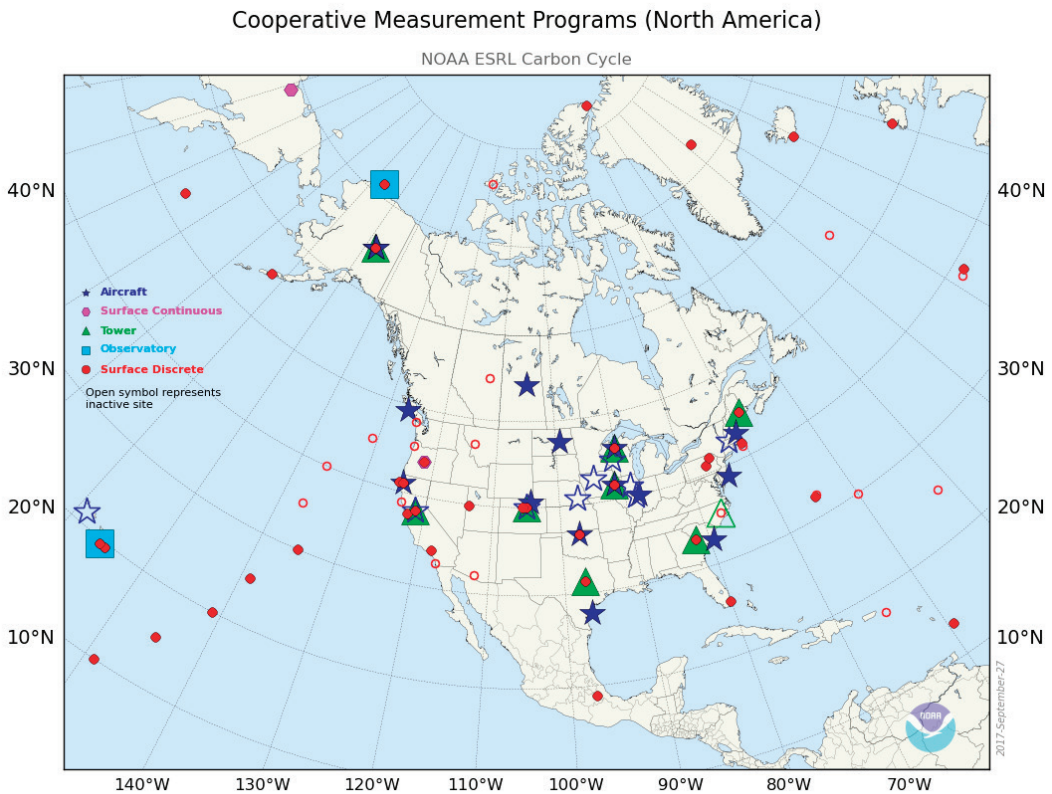 Cooperative Measurement Programs (North America)
NOAA ESRL Carbon Cycle
40°N
40°N
Aircraft
Surface Continuous
Tower
Observatory
Surface Discrete
Open symbol represents
inactive site
30°N
30°N
20°N
20°N
10°N
10°N
NOAA
2017-September-27
140°W
130°W
120°W
110°W
100°W
90°W
80°W
70°W